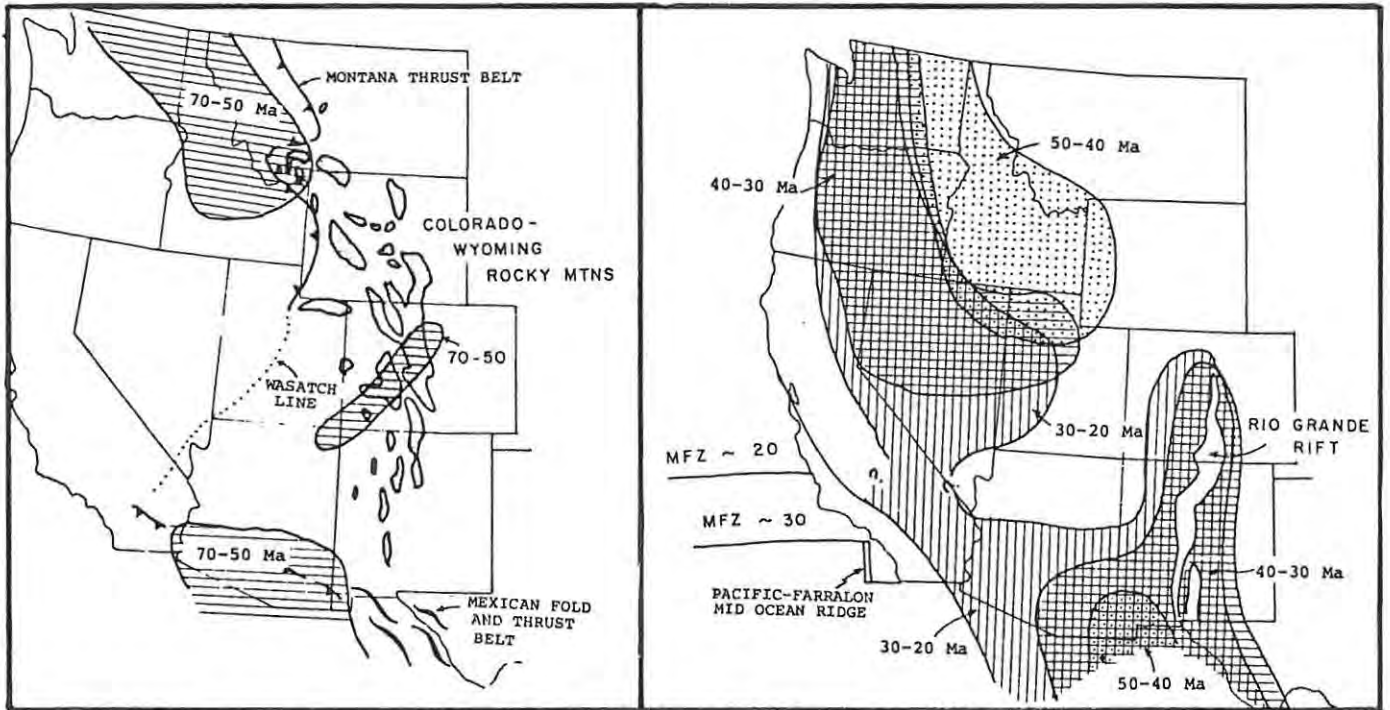 MONTANA THRUST BELT
70-50 Ma
COLORADO-
WYOMING
ROCKY MTNS
70-50
WASATCH
LINE
70-50 Ma
MEXICAN FOLD
AND THRUST
BELT
50-40 Ma
40-30 Ma
30-20 Ma
RIO GRANDE
RIFT
MFZ ~ 20
MFZ ~ 30
40-30 Ma
PACIFIC-FARRALON
MID OCEAN RIDGE
30-20 Ma
50-40 Ma